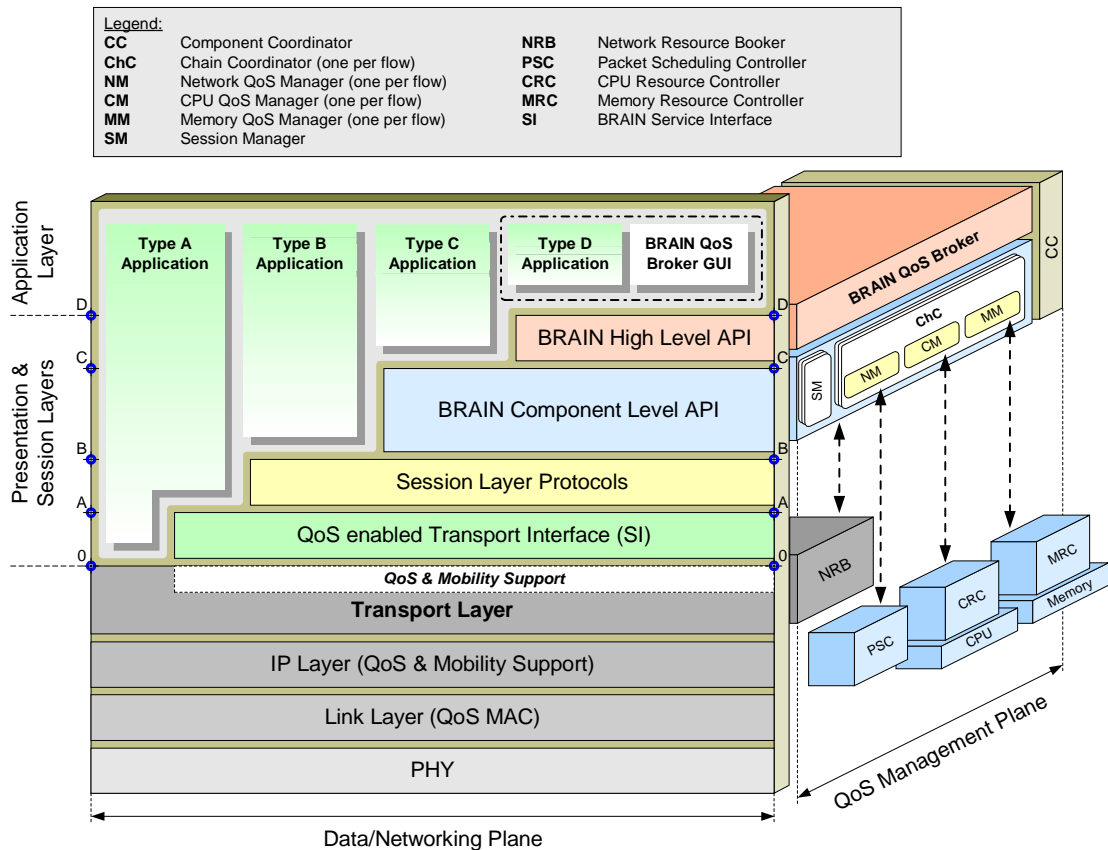 Legend:
CC Component Coordinator
ChC Chain Coordinator (one per flow)
NM Network QoS Manager (one per flow)
CM CPU QoS Manager (one per flow)
MM Memory QoS Manager (one per flow)
SM Session Manager
NRB Network Resource Booker
PSC Packet Scheduling Controller
CRC CPU Resource Controller
MRC Memory Resource Controller
SI BRAIN Service Interface
Application
Layer
Presentation &
Session Layers
D
C
B
A
0
Type A
Application
Type B
Application
Type C
Application
Type D
Application
BRAIN QoS
Broker GUI
BRAIN High Level API
BRAIN Component Level API
Session Layer Protocols
QoS enabled Transport Interface (SI)
QoS & Mobility Support
Transport Layer
IP Layer (QoS & Mobility Support)
Link Layer (QoS MAC)
PHY
Data/Networking Plane
D
C
B
A
0
CC
BRAIN QoS Broker
ChC
SM
NM
CM
MM
NRB
PSC
CRC
CPU
MRC
Memory
QoS Management Plane